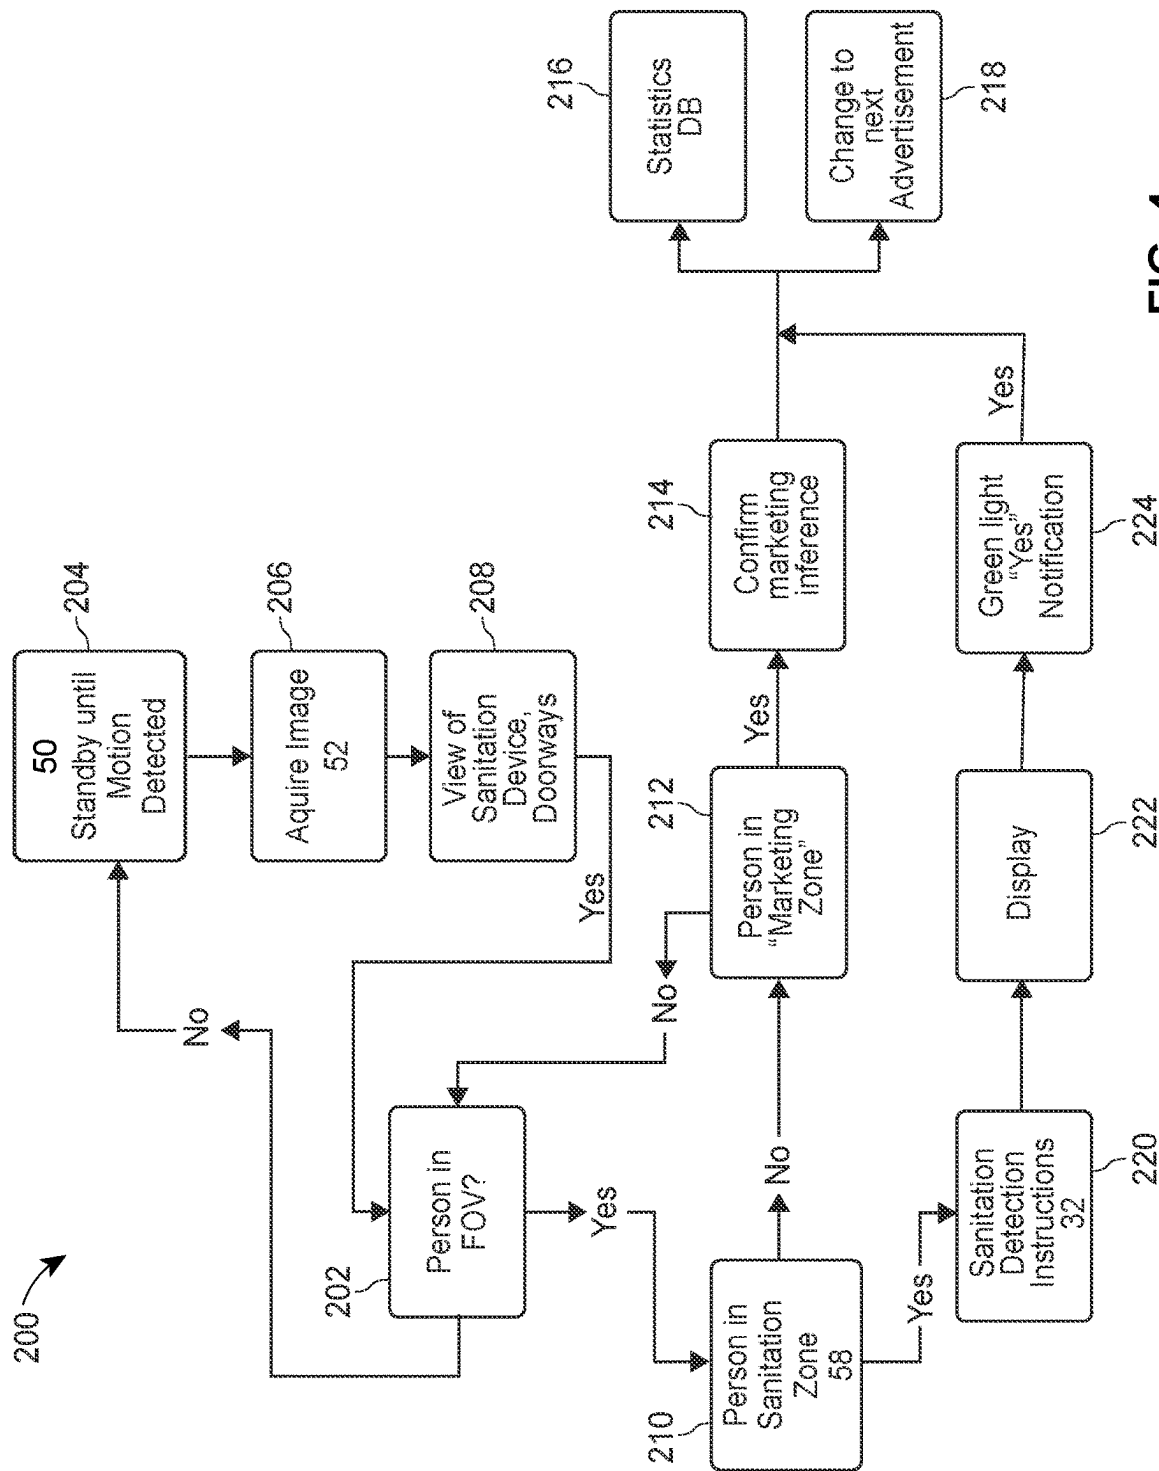 200
50
Standby until
Motion
Detected
204
Aquire Image
52
206
View of
Sanitation
Device,
Doorways
208
Yes
No
Person in
FOV?
202
Yes
No
Person in
Sanitation
Zone
58
210
No
Person in
“Marketing
Zone”
212
Yes
Confirm
marketing
inference
214
Statistics
DB
216
Change to
next
Advertisement
218
Yes
Sanitation
Detection
Instructions
32
220
Display
222
Green light
“Yes”
Notification
224
Yes